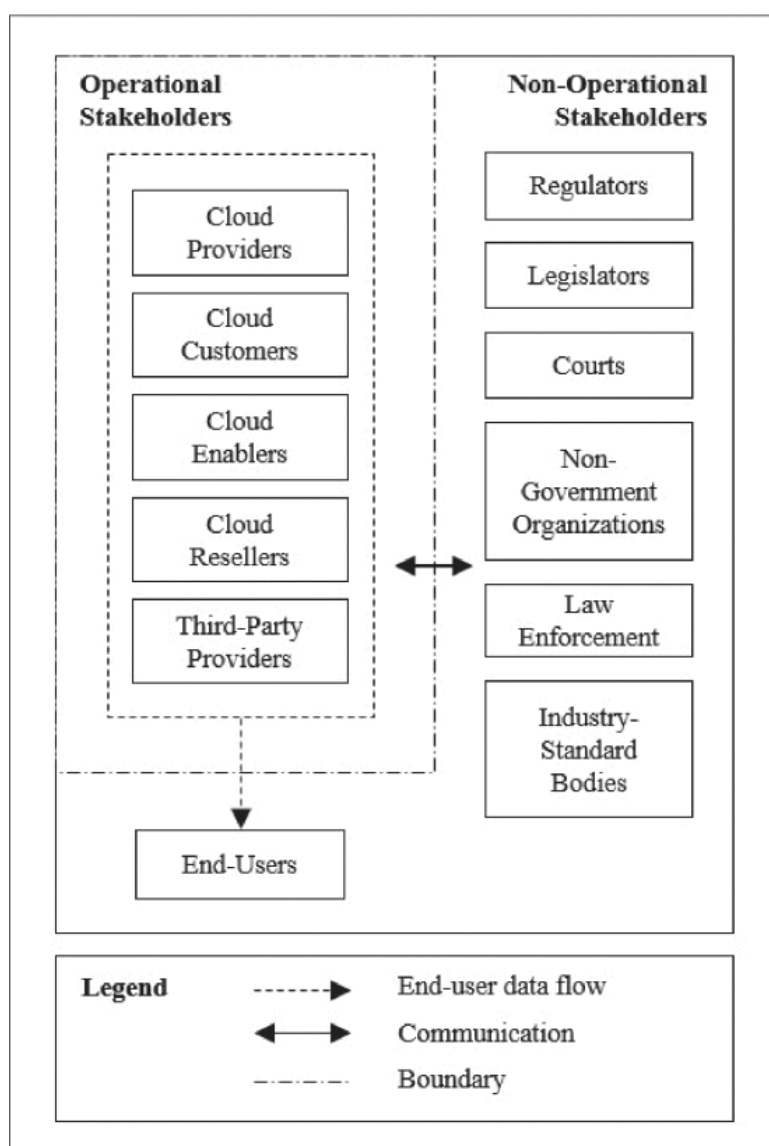 Operational
Stakeholders
Cloud
Providers
Cloud
Customers
Cloud
Enablers
Cloud
Resellers
Third-Party
Providers
End-Users
Non-Operational
Stakeholders
Regulators
Legislators
Courts
Non-
Government
Organizations
Law
Enforcement
Industry-
Standard
Bodies
Legend
End-user data flow
Communication
Boundary